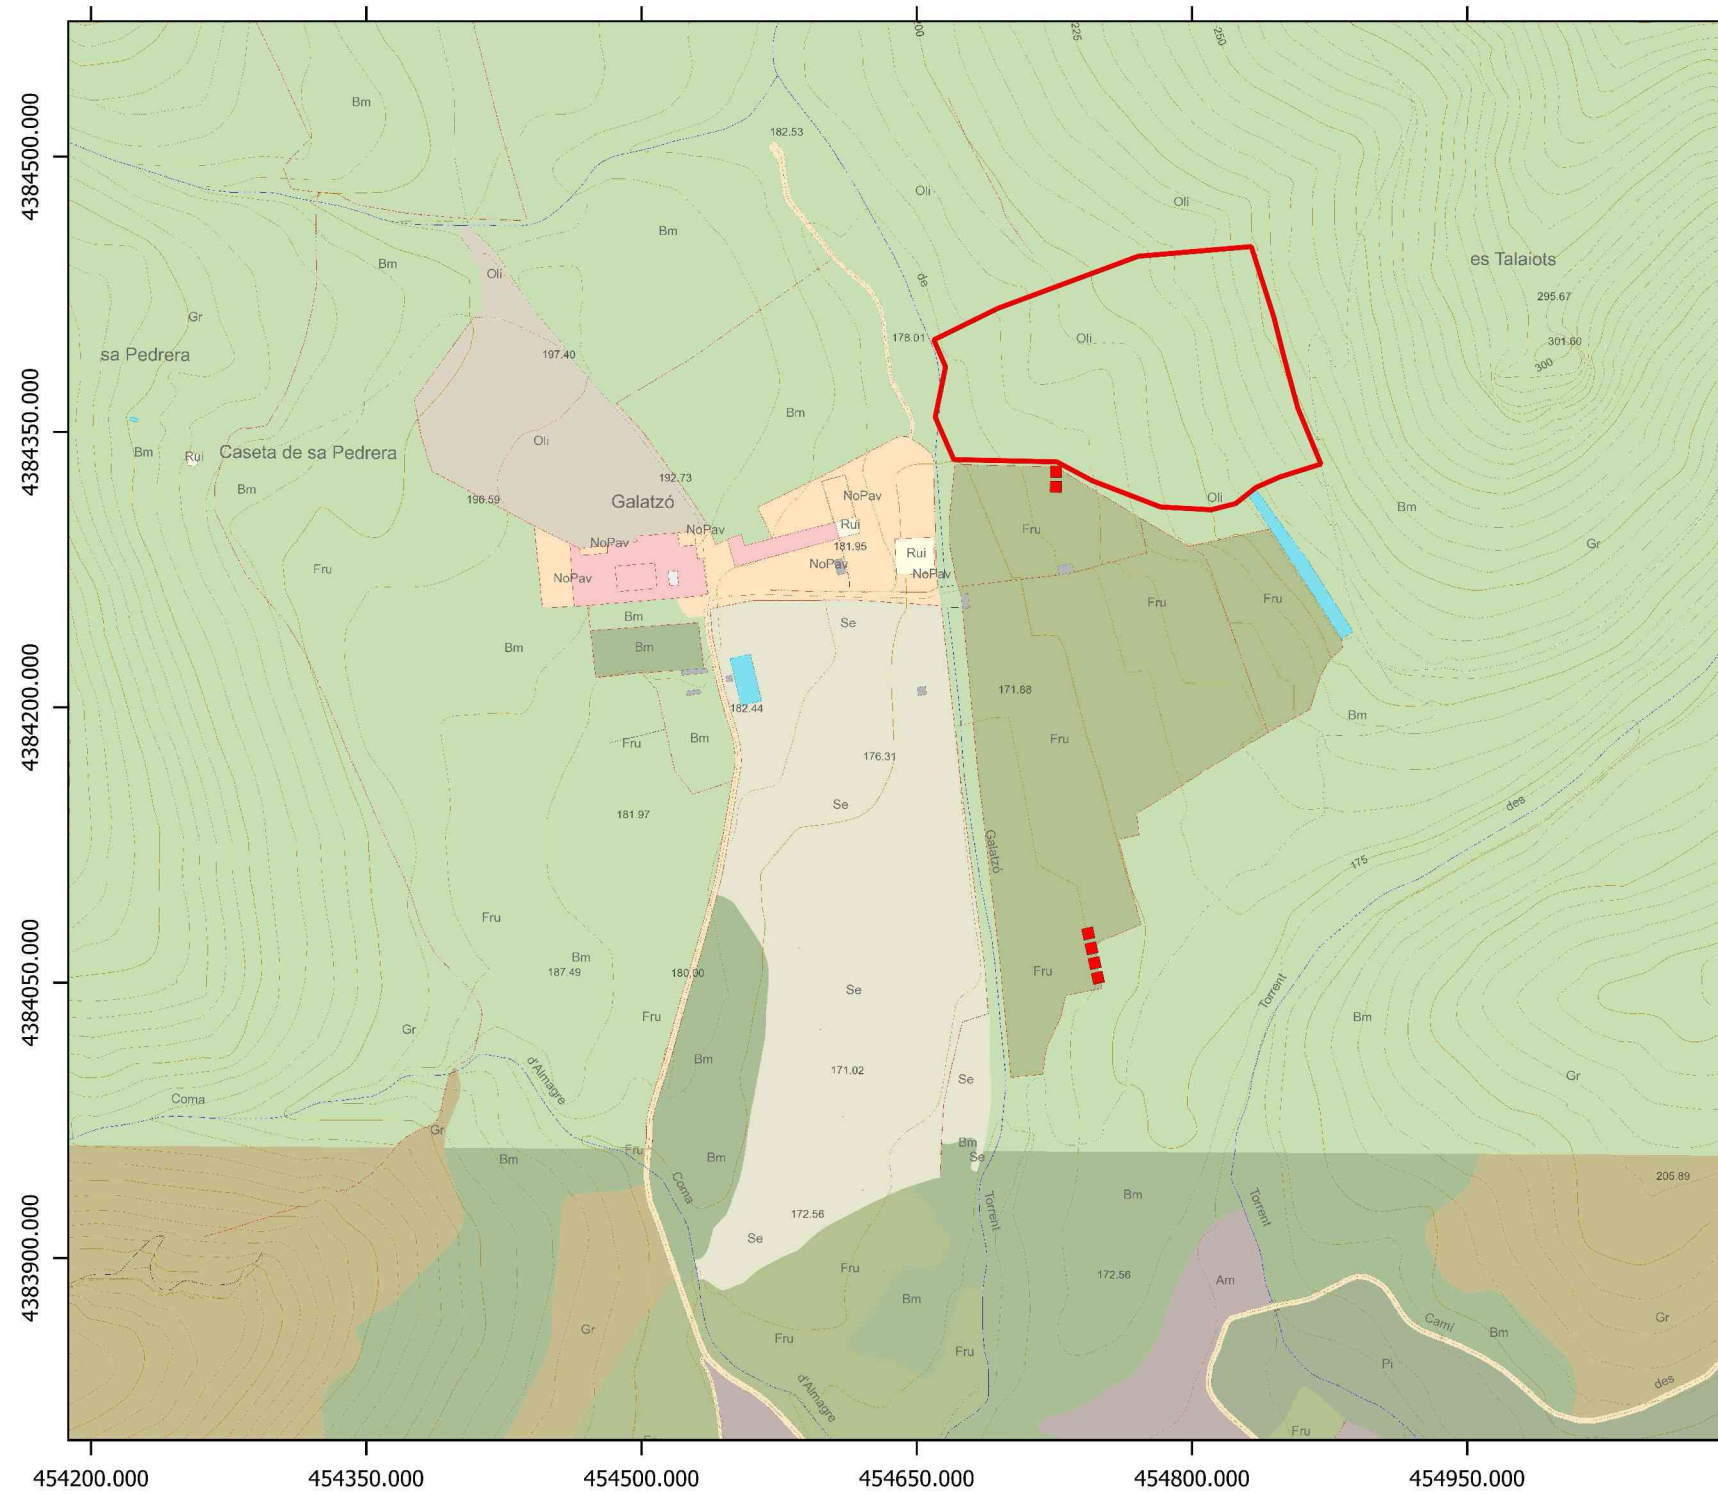 200
225
250
Bm
182.53
4384500.000
Oli
Oli
Bm
de
es Talaiots
Bm
Oli
295.67
Gr
178.01
Oli
301.60
sa Pedrera
197.40
300
Bm
4384350.000
Oli
Bm
Rui
Caseta de sa Pedrera
192.73
Bm
196.59
Galatzó
NoPav
Oli
Bm
NoPav
Rui
Fru
NoPav
181.95
Rui
Gr
Fru
NoPav
NoPav
NoPav
Fru
Fru
Bm
Se
Bm
Bm
171.88
4384200.000
182.44
Bm
Fru
Bm
Fru
176.31
Se
des
181.97
Galatzó
175
Fru
Bm
187.49
180.00
Fru
Se
Torrent
4384050.000
Gr
Fru
Bm
Bm
d'Almagre
171.02
Se
Gr
Coma
Gr
Fru
Bm
Bm
Bm
Se
205.89
Coma
Torrent
Bm
Torrent
172.56
Se
Fru
172.56
Am
4383900.000
Bm
Gr
Fru
Fru
Camí
Bm
Gr
Pi
d'Almagre
des
Fru
454200.000
454350.000
454500.000
454650.000
454800.000
454950.000